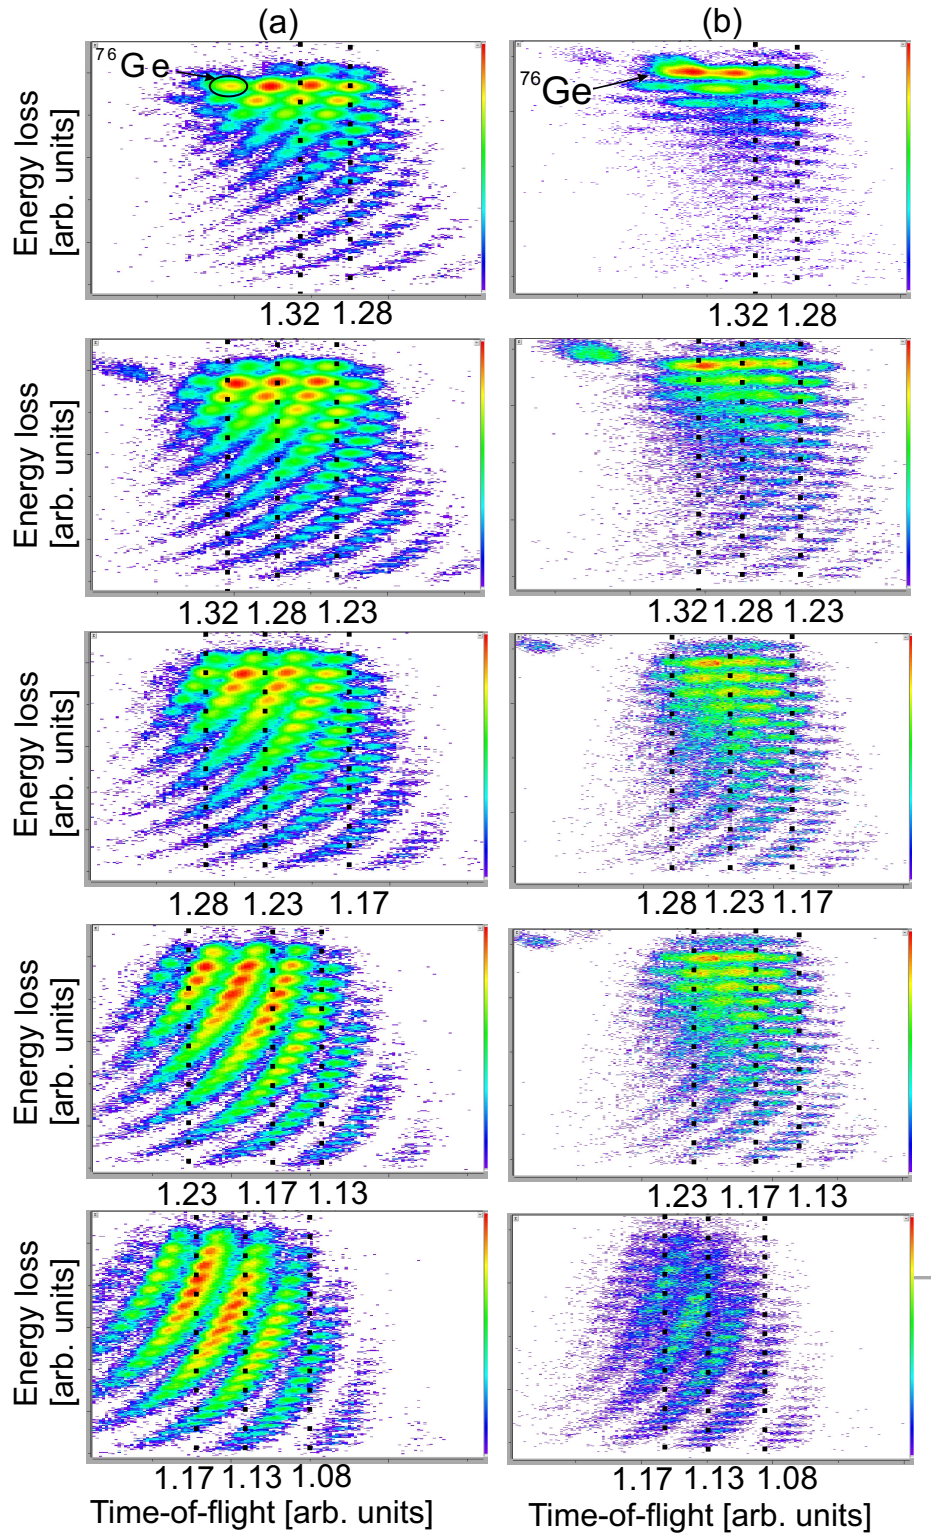 (a) (b)
Energy loss
[arb. units]
⁷⁶Ge
⁷⁶Ge
1.32 1.28
1.32 1.28
Energy loss
[arb. units]
1.32 1.28 1.23
1.32 1.28 1.23
Energy loss
[arb. units]
1.28 1.23 1.17
1.28 1.23 1.17
Energy loss
[arb. units]
1.23 1.17 1.13
1.23 1.17 1.13
Energy loss
[arb. units]
1.17 1.13 1.08
1.17 1.13 1.08
Time-of-flight [arb. units]
Time-of-flight [arb. units]